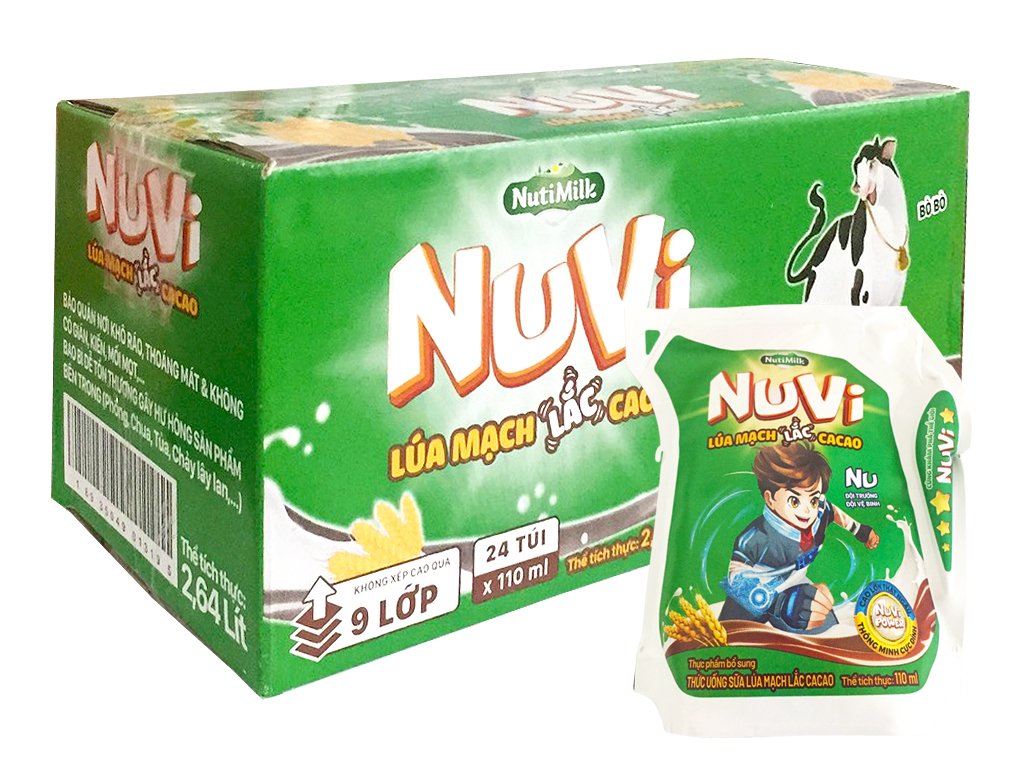 NUVi
LÚA MẠCH LẮC CACAO
BẢO QUẢN NƠI KHÔ RÁO, THOÁNG MÁT & KHÔNG
CÓ GIÁN, KIẾN, MỐI MỌT,...
BAO BÌ DỄ TỔN THƯƠNG GÂY HƯ HỎNG SẢN PHẨM
BÊN TRONG (Phồng, Chua, Tủa, Chảy lây lan,...)
Thể tích thực:
2,64 Lít
NutiMilk
NUVi
LÚA MẠCH LẮC CAC
BÒ BÒ
KHÔNG XẾP CAO QUÁ
9 LỚP
24 TÚI
x 110 ml
Thể tích thực: 2,
NutiMilk
NUVi
LÚA MẠCH LẮC CACAO
NU
ĐỘI TRƯỞNG
ĐỘI VỆ BINH
NUVi
CAO LỚN
NUVI
POWER
THÔNG MINH CỰC ĐỈNH
Thực phẩm bổ sung
THỨC UỐNG SỮA LÚA MẠCH LẮC CACAO
Thể tích thực: 110 ml